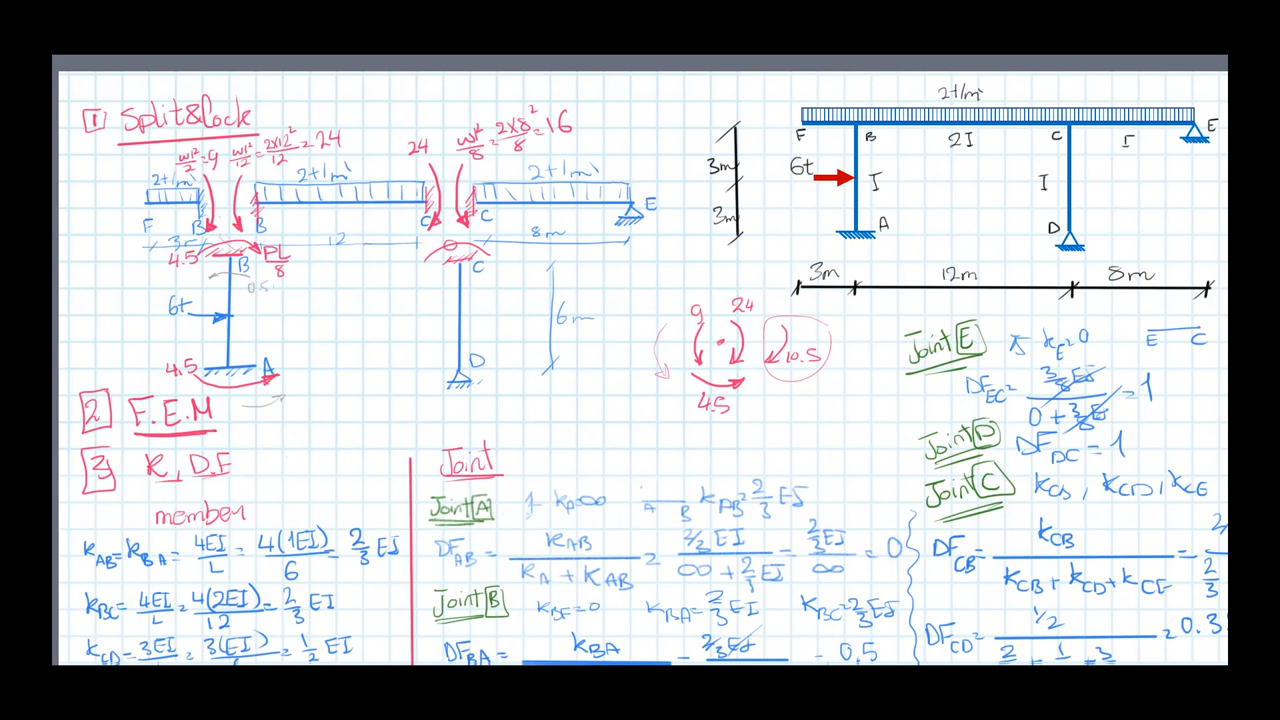 1 Split&lock
wl²/2 = 9
wl²/12 = 2x12²/12 = 24
24
wl²/8 = 2x8²/8 = 16
2t/m'
2t/m'
2t/m'
F B B C C E
3m 12 8m
4.5 B PL/8 C
0.5
6t
6m
4.5 A D
9 24
10.5
4.5
2t/m'
F B 2I C I E
3m
6t I I
3m
A D
3m 12m 8m
2 F.E.M
3 K, D.F
member
K_AB = K_BA = 4EI/L = 4(1EI)/6 = 2/3 EI
K_BC = 4EI/L = 4(2EI)/12 = 2/3 EI
K_CD = 3EI/L = 3(EI)/6 = 1/2 EI
Joint
Joint A K_A=∞ A B K_AB = 2/3 EI
DF_AB = K_AB/(K_A + K_AB) = (2/3 EI)/(∞ + 2/3 EI) = (2/3 EI)/∞ = 0
Joint B K_BF=0 K_BA = 2/3 EI K_BC = 2/3 EI
DF_BA = K_BA = 2/3 EI = 0.5
Joint E K_E=0 E C
DF_EC = (3/8 EI)/(0 + 3/8 EI) = 1
Joint D DF_DC = 1
Joint C K_CB, K_CD, K_CE
DF_CB = K_CB/(K_CB + K_CD + K_CE) =
DF_CD = 1/2 = 0.3